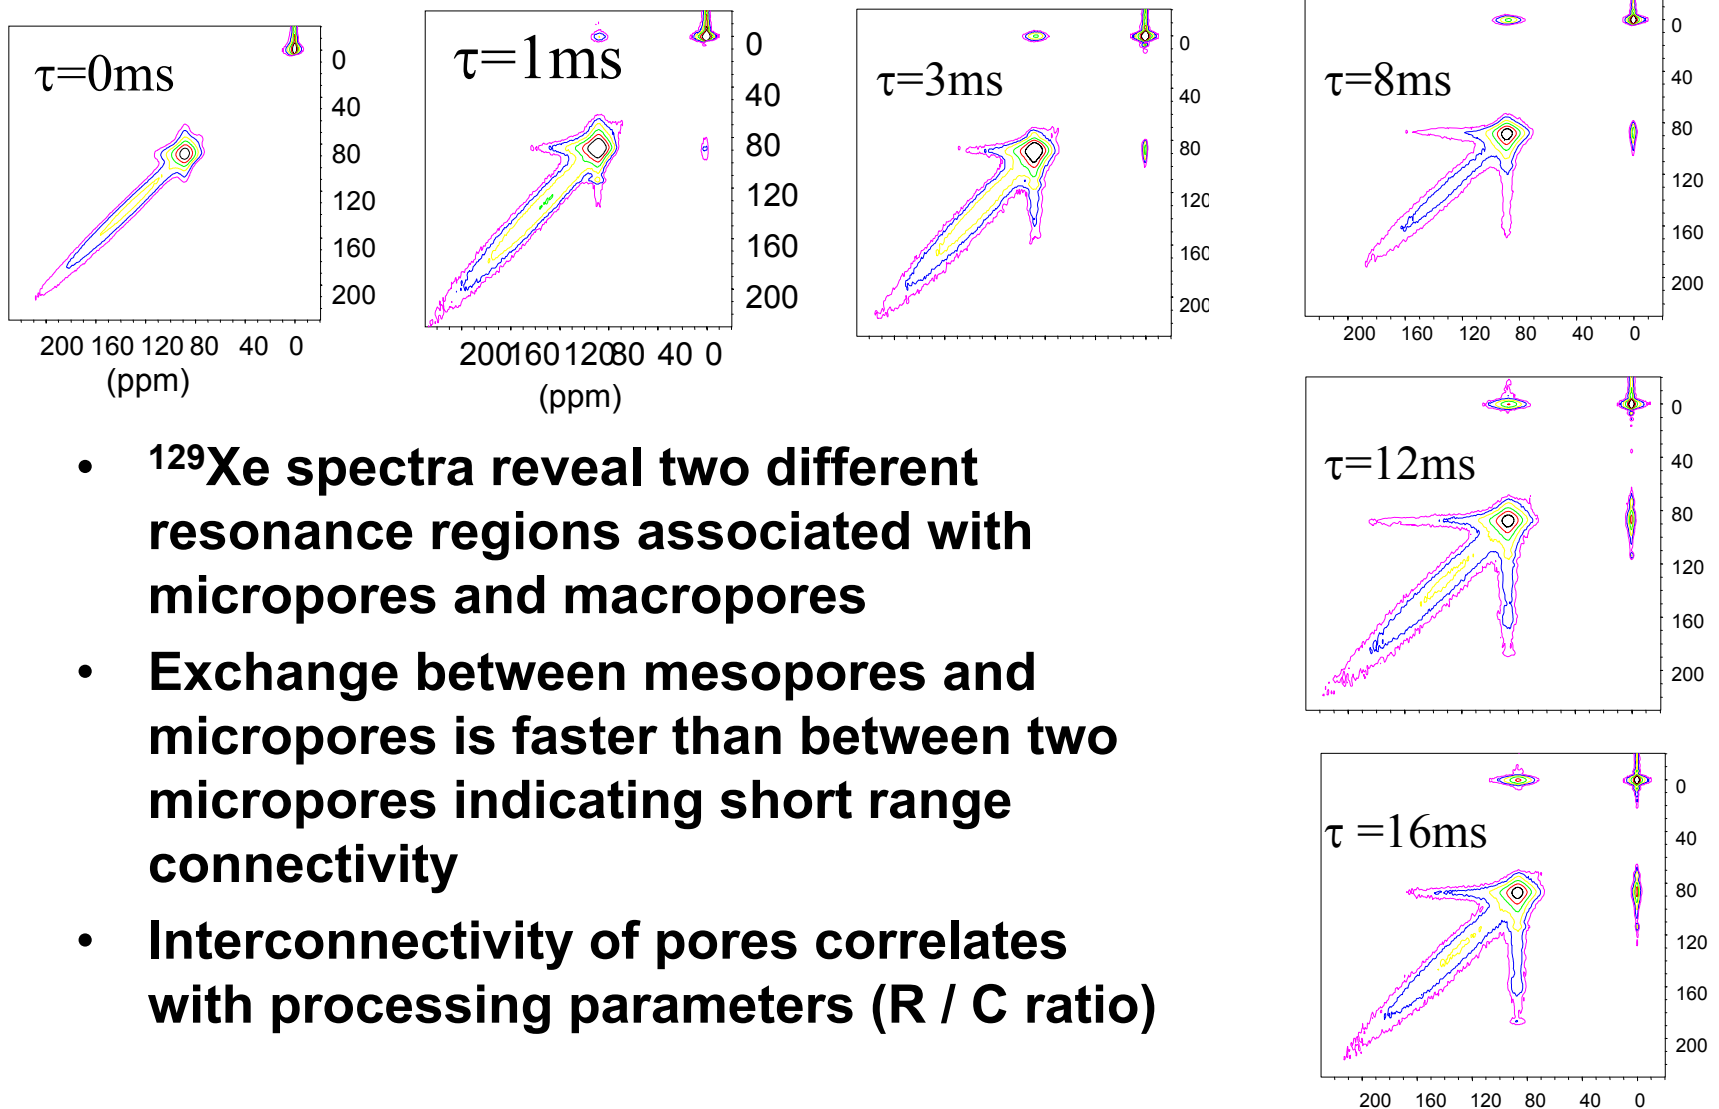 τ=0ms
0
40
80
120
160
200
200 160 120 80 40 0
(ppm)
τ=1ms
0
40
80
120
160
200
200 160 120 80 40 0
(ppm)
τ=3ms
0
40
80
120
160
200
τ=8ms
0
40
80
120
160
200
200 160 120 80 40 0
τ=12ms
0
40
80
120
160
200
τ =16ms
0
40
80
120
160
200
200 160 120 80 40 0
• ¹²⁹Xe spectra reveal two different
resonance regions associated with
micropores and macropores
• Exchange between mesopores and
micropores is faster than between two
micropores indicating short range
connectivity
• Interconnectivity of pores correlates
with processing parameters (R / C ratio)